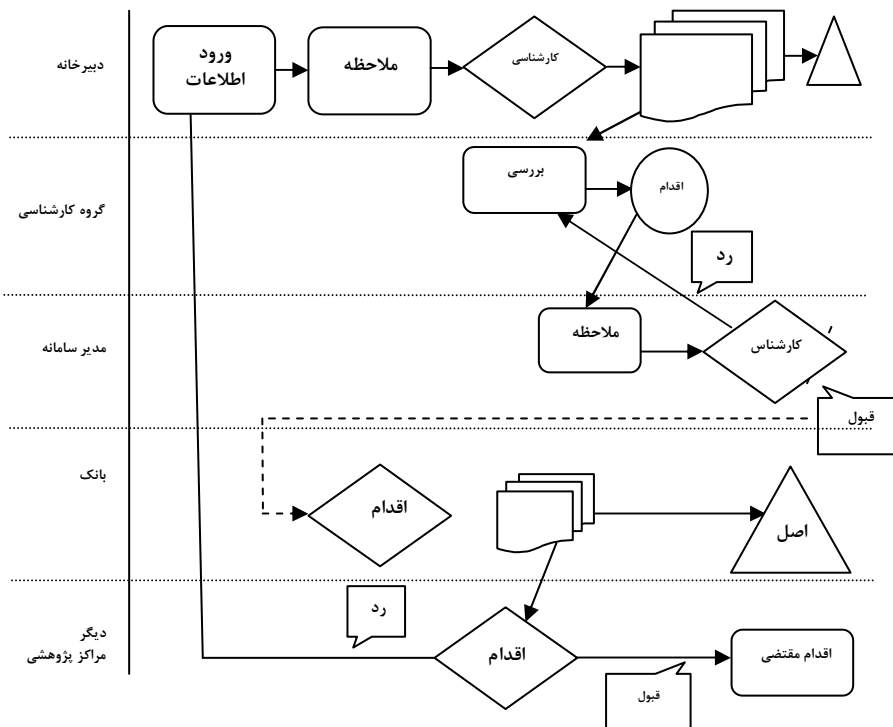 دبیرخانه
ورود
اطلاعات
ملاحظه
کارشناسی
گروه کارشناسی
بررسی
اقدام
رد
مدیر سامانه
ملاحظه
کارشناس
قبول
بانک
اقدام
اصل
دیگر
مراکز پژوهشی
رد
اقدام
قبول
اقدام مقتضی